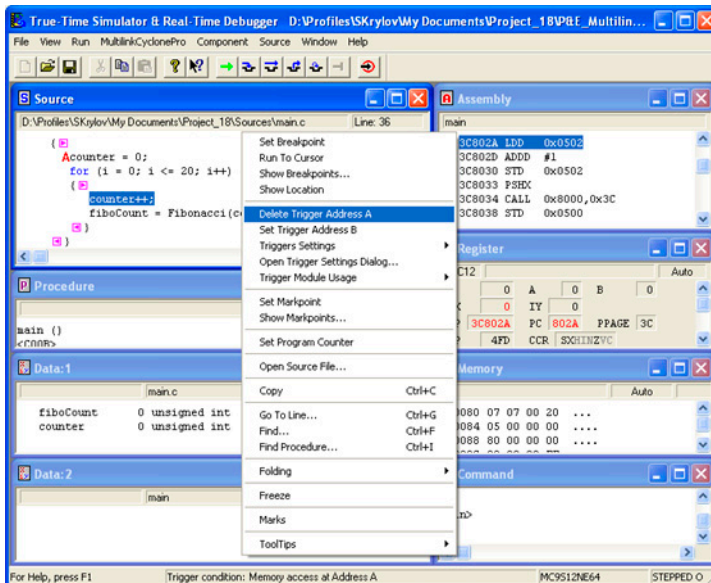 True-Time Simulator & Real-Time Debugger D:\Profiles\SKrylov\My Documents\Project_18\P&E_Multilin...
File View Run MultilinkCyclonePro Component Source Window Help
Source
D:\Profiles\SKrylov\My Documents\Project_18\Sources\main.c Line: 36
{
Acounter = 0;
for (i = 0; i <= 20; i++)
{
counter++;
fiboCount = Fibonacci(c
}
}
Procedure
main ()
Data:1
main.c
fiboCount 0 unsigned int
counter 0 unsigned int
Data:2
main
Set Breakpoint
Run To Cursor
Show Breakpoints...
Show Location
Delete Trigger Address A
Set Trigger Address B
Triggers Settings
Open Trigger Settings Dialog...
Trigger Module Usage
Set Markpoint
Show Markpoints...
Set Program Counter
Open Source File...
Copy Ctrl+C
Go To Line... Ctrl+G
Find... Ctrl+F
Find Procedure... Ctrl+I
Folding
Freeze
Marks
ToolTips
Assembly
main
3C802A LDD 0x0502
3C802D ADDD #1
3C8030 STD 0x0502
3C8033 PSHX
3C8034 CALL 0x8000,0x3C
3C8038 STD 0x0500
Register
C12 Auto
0 A 0 B 0
0 IY 0
3C802A PC 802A PPAGE 3C
4FD CCR SXHINZVC
Memory
Auto
0080 07 07 00 20 ...
0084 05 00 00 00 ....
0088 80 00 00 00 ....
Command
in>
For Help, press F1 Trigger condition: Memory access at Address A MC9S12NE64 STEPPED O